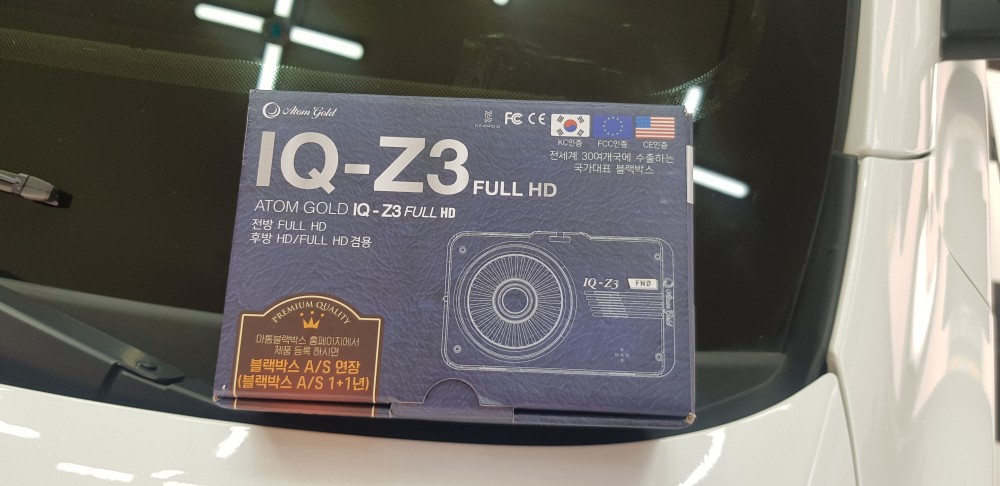 Atom Gold
FC CE
KC인증 FCC인증 CE인증
전세계 30여개국에 수출하는
국가대표 블랙박스
IQ-Z3 FULL HD
ATOM GOLD IQ-Z3 FULL HD
전방 FULL HD
후방 HD/FULL HD겸용
IQ-Z3 FND
Atom Gold
PREMIUM QUALITY
아톰블랙박스 홈페이지에서
제품 등록 하시면
블랙박스 A/S 연장
(블랙박스 A/S 1+1년)